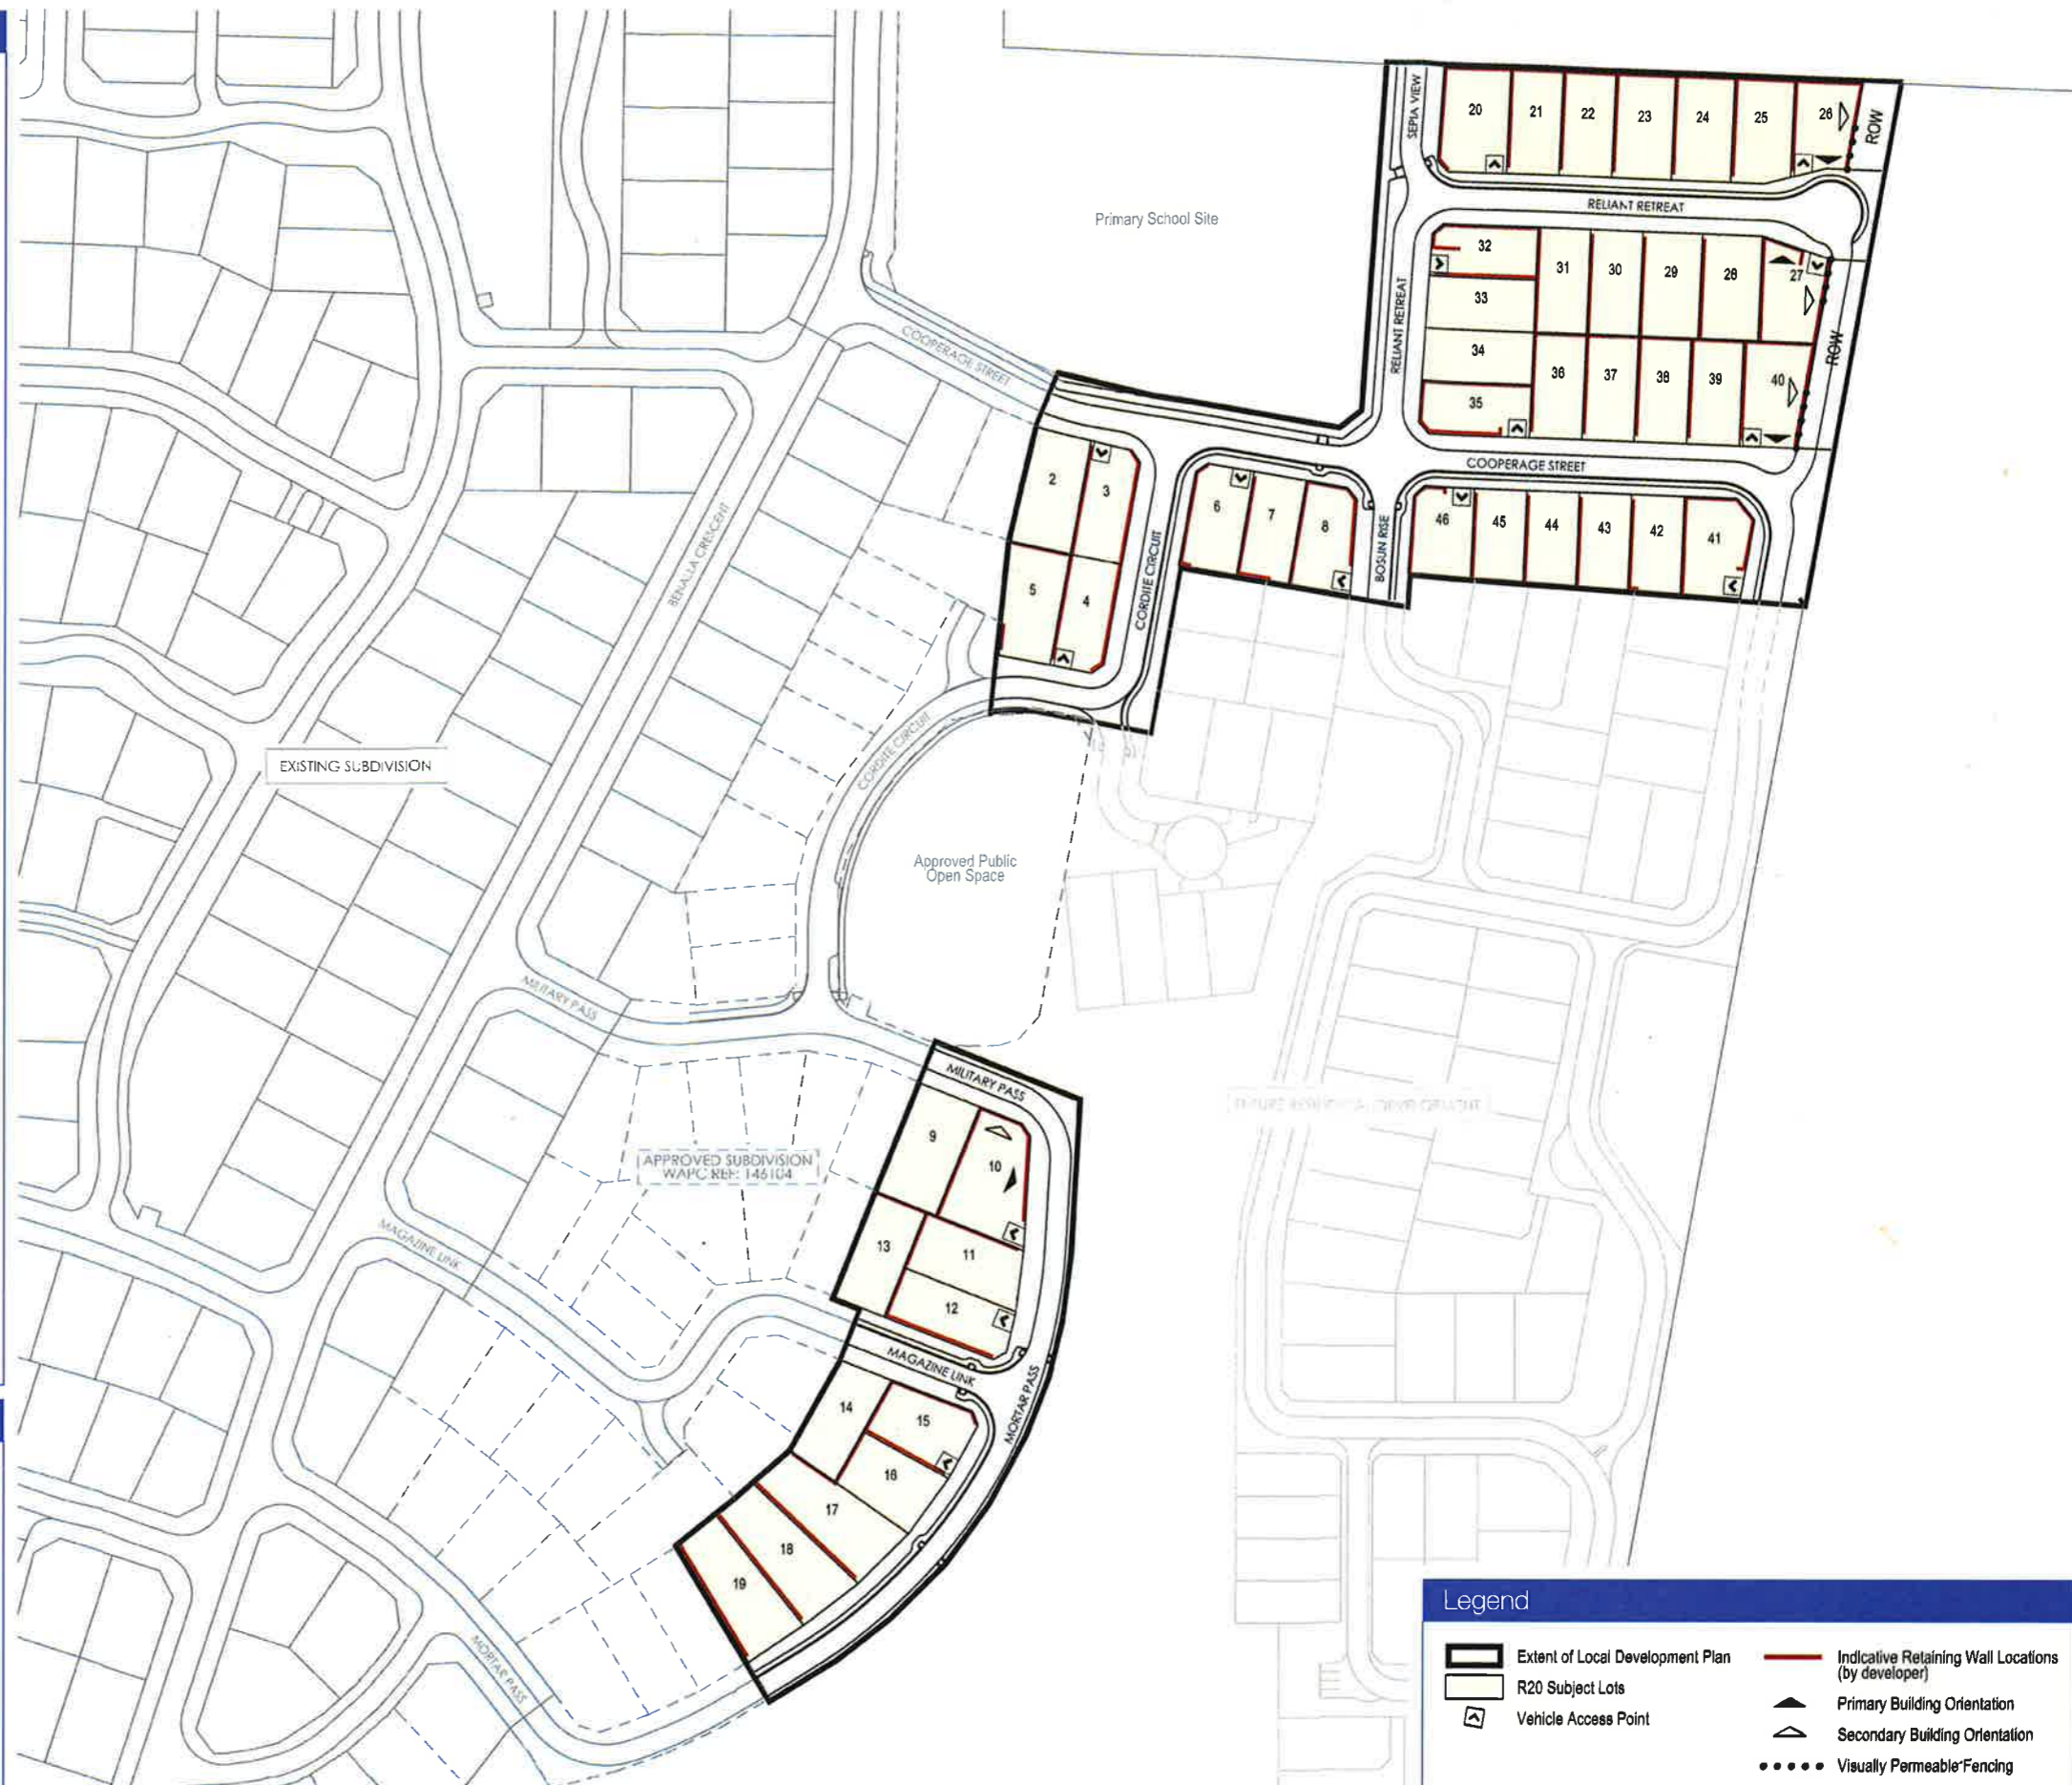 SEPIA VIEW
20
21
22
23
24
25
26
ROW
RELIANT RETREAT
Primary School Site
32
31
30
29
28
27
33
RELIANT RETREAT
34
ROW
36
37
38
39
40
35
COOPERAGE STREET
COOPERAGE STREET
2
3
6
7
8
BOSUN RISE
46
45
44
43
42
41
BENALLA CRESCENT
CORDITE CIRCUIT
5
4
CORDITE CIRCUIT
EXISTING SUBDIVISION
Approved Public
Open Space
MILITARY PASS
MILITARY PASS
9
10
APPROVED SUBDIVISION
WAPC REF: 146104
13
11
12
MAGAZINE LINK
MAGAZINE LINK
MORTAR PASS
14
15
16
17
18
19
MORTAR PASS
Legend
Extent of Local Development Plan
R20 Subject Lots
Vehicle Access Point
Indicative Retaining Wall Locations
(by developer)
Primary Building Orientation
Secondary Building Orientation
Visually Permeable Fencing